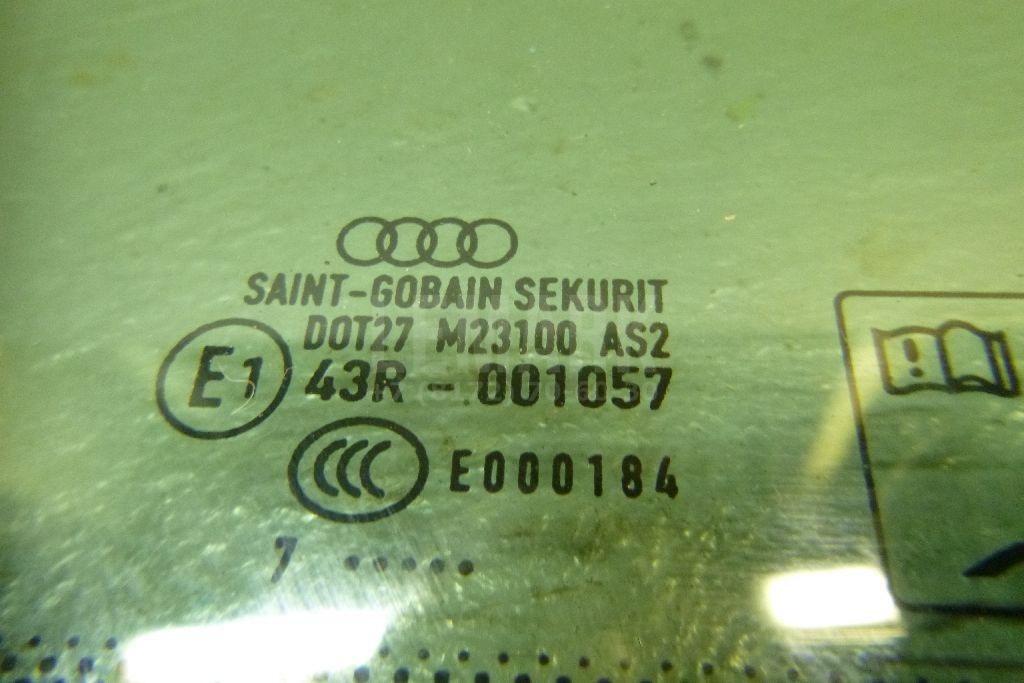 SAINT-GOBAIN SEKURIT
DOT27 M23100 AS2
E1 43R - 001057
CCC E000184
7 .....